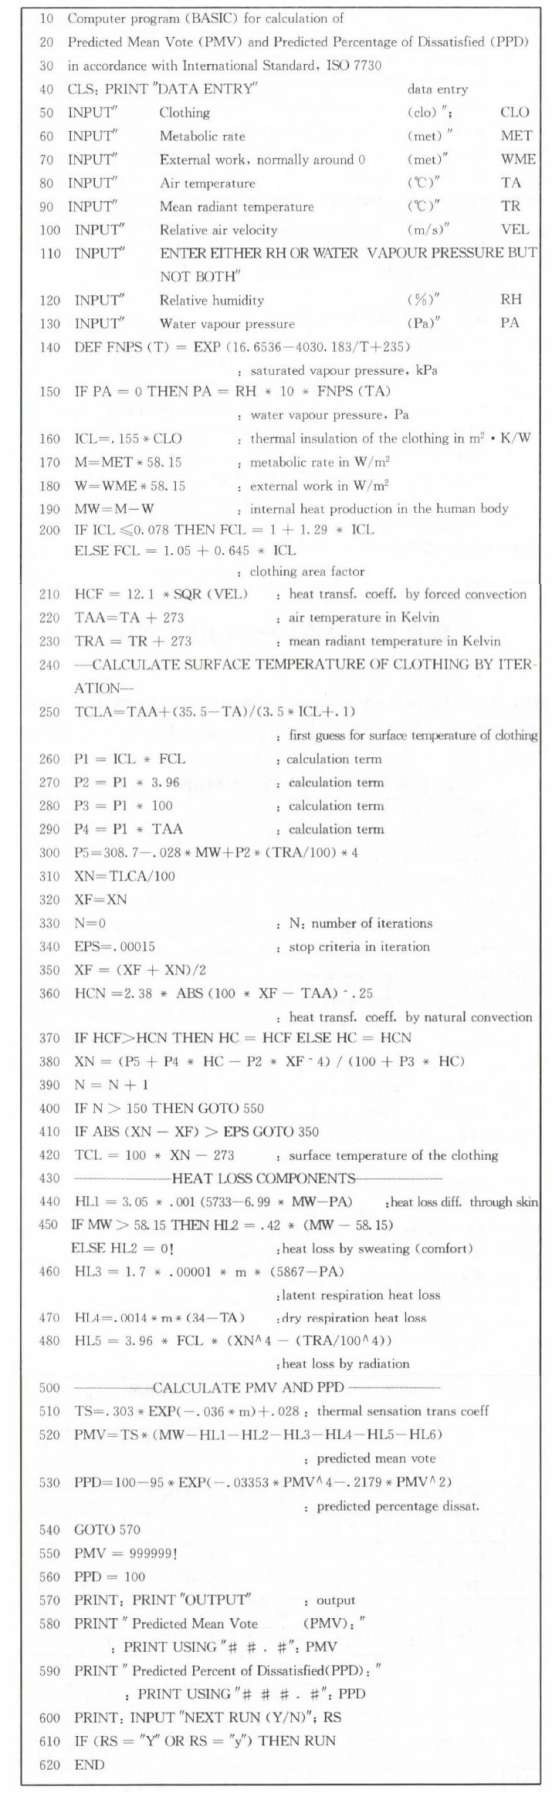 10 Computer program (BASIC) for calculation of
20 Predicted Mean Vote (PMV) and Predicted Percentage of Dissatisfied (PPD)
30 in accordance with International Standard, ISO 7730
40 CLS: PRINT "DATA ENTRY" data entry
50 INPUT" Clothing (clo) "; CLO
60 INPUT" Metabolic rate (met) " MET
70 INPUT" External work, normally around 0 (met)" WME
80 INPUT" Air temperature (℃)" TA
90 INPUT" Mean radiant temperature (℃)" TR
100 INPUT" Relative air velocity (m/s)" VEL
110 INPUT" ENTER EITHER RH OR WATER VAPOUR PRESSURE BUT
NOT BOTH"
120 INPUT" Relative humidity (%)" RH
130 INPUT" Water vapour pressure (Pa)" PA
140 DEF FNPS (T) = EXP (16.6536-4030.183/T+235)
; saturated vapour pressure, kPa
150 IF PA = 0 THEN PA = RH * 10 * FNPS (TA)
; water vapour pressure, Pa
160 ICL=.155*CLO ; thermal insulation of the clothing in m² • K/W
170 M=MET*58.15 ; metabolic rate in W/m²
180 W=WME*58.15 ; external work in W/m²
190 MW=M-W ; internal heat production in the human body
200 IF ICL ⩽0.078 THEN FCL = 1 + 1.29 * ICL
ELSE FCL = 1.05 + 0.645 * ICL
; clothing area factor
210 HCF = 12.1 *SQR (VEL) ; heat transf. coeff. by forced convection
220 TAA=TA + 273 ; air temperature in Kelvin
230 TRA = TR + 273 ; mean radiant temperature in Kelvin
240 —CALCULATE SURFACE TEMPERATURE OF CLOTHING BY ITER-
ATION—
250 TCLA=TAA+(35.5-TA)/(3.5*ICL+.1)
; first guess for surface temperature of clothing
260 P1 = ICL * FCL ; calculation term
270 P2 = P1 * 3.96 ; calculation term
280 P3 = P1 * 100 ; calculation term
290 P4 = P1 * TAA ; calculation term
300 P5=308.7-.028*MW+P2*(TRA/100)*4
310 XN=TLCA/100
320 XF=XN
330 N=0 ; N: number of iterations
340 EPS=.00015 ; stop criteria in iteration
350 XF = (XF + XN)/2
360 HCN =2.38 * ABS (100 * XF - TAA) ^ .25
; heat transf. coeff. by natural convection
370 IF HCF>HCN THEN HC = HCF ELSE HC = HCN
380 XN = (P5 + P4 * HC - P2 * XF ^ 4) / (100 + P3 * HC)
390 N = N + 1
400 IF N > 150 THEN GOTO 550
410 IF ABS (XN - XF) > EPS GOTO 350
420 TCL = 100 * XN - 273 ; surface temperature of the clothing
430 ——————HEAT LOSS COMPONENTS——————
440 HL1 = 3.05 * .001 (5733-6.99 * MW-PA) ;heat loss diff. through skin
450 IF MW > 58.15 THEN HL2 = .42 * (MW - 58.15)
ELSE HL2 = 0! ;heat loss by sweating (comfort)
460 HL3 = 1.7 * .00001 * m * (5867-PA)
;latent respiration heat loss
470 HL4=.0014*m*(34-TA) ;dry respiration heat loss
480 HL5 = 3.96 * FCL * (XN^4 - (TRA/100^4))
;heat loss by radiation
500 —————CALCULATE PMV AND PPD ——————
510 TS=.303*EXP(-.036*m)+.028 ; thermal sensation trans coeff
520 PMV=TS*(MW-HL1-HL2-HL3-HL4-HL5-HL6)
; predicted mean vote
530 PPD=100-95*EXP(-.03353*PMV^4-.2179*PMV^2)
; predicted percentage dissat.
540 GOTO 570
550 PMV = 999999!
560 PPD = 100
570 PRINT: PRINT "OUTPUT" ; output
580 PRINT " Predicted Mean Vote (PMV): "
; PRINT USING "# # . #"; PMV
590 PRINT " Predicted Percent of Dissatisfied(PPD): "
; PRINT USING "# # # . #"; PPD
600 PRINT: INPUT "NEXT RUN (Y/N)"; RS
610 IF (RS = "Y" OR RS = "y") THEN RUN
620 END